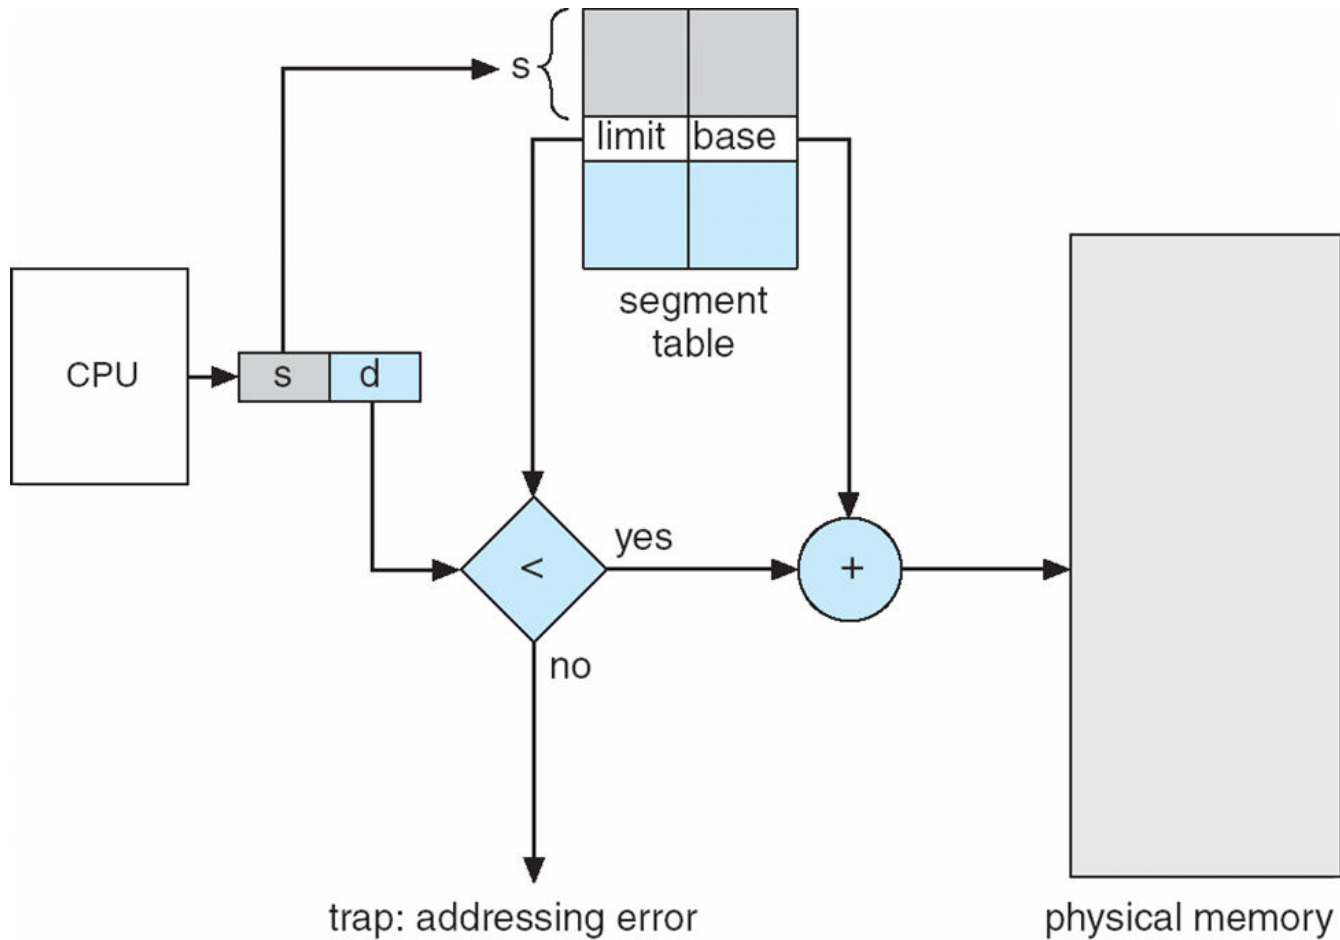 s
limit base
segment
table
CPU
s d
<
yes
+
no
trap: addressing error
physical memory